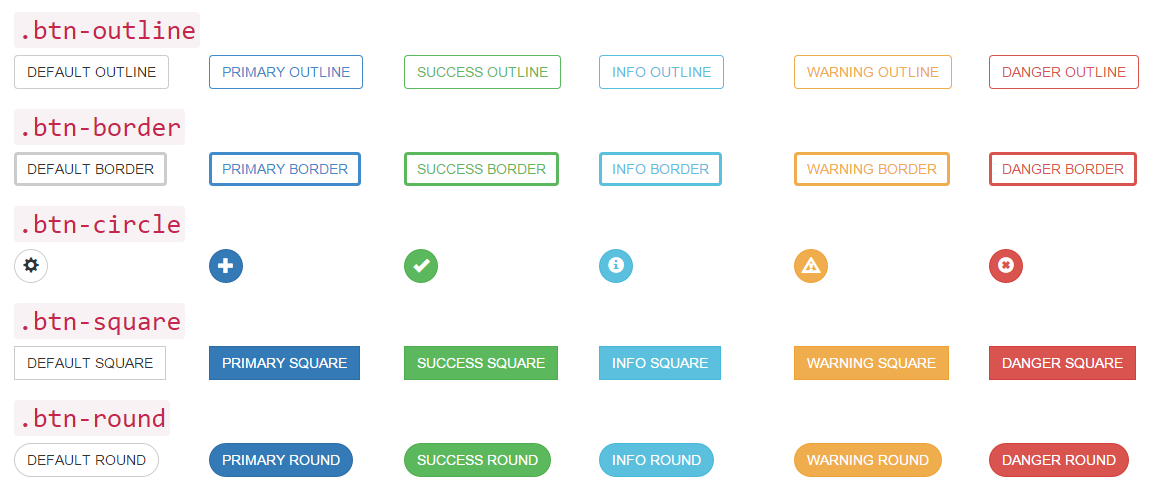 .btn-outline
DEFAULT OUTLINE PRIMARY OUTLINE SUCCESS OUTLINE INFO OUTLINE WARNING OUTLINE DANGER OUTLINE
.btn-border
DEFAULT BORDER PRIMARY BORDER SUCCESS BORDER INFO BORDER WARNING BORDER DANGER BORDER
.btn-circle
.btn-square
DEFAULT SQUARE PRIMARY SQUARE SUCCESS SQUARE INFO SQUARE WARNING SQUARE DANGER SQUARE
.btn-round
DEFAULT ROUND PRIMARY ROUND SUCCESS ROUND INFO ROUND WARNING ROUND DANGER ROUND